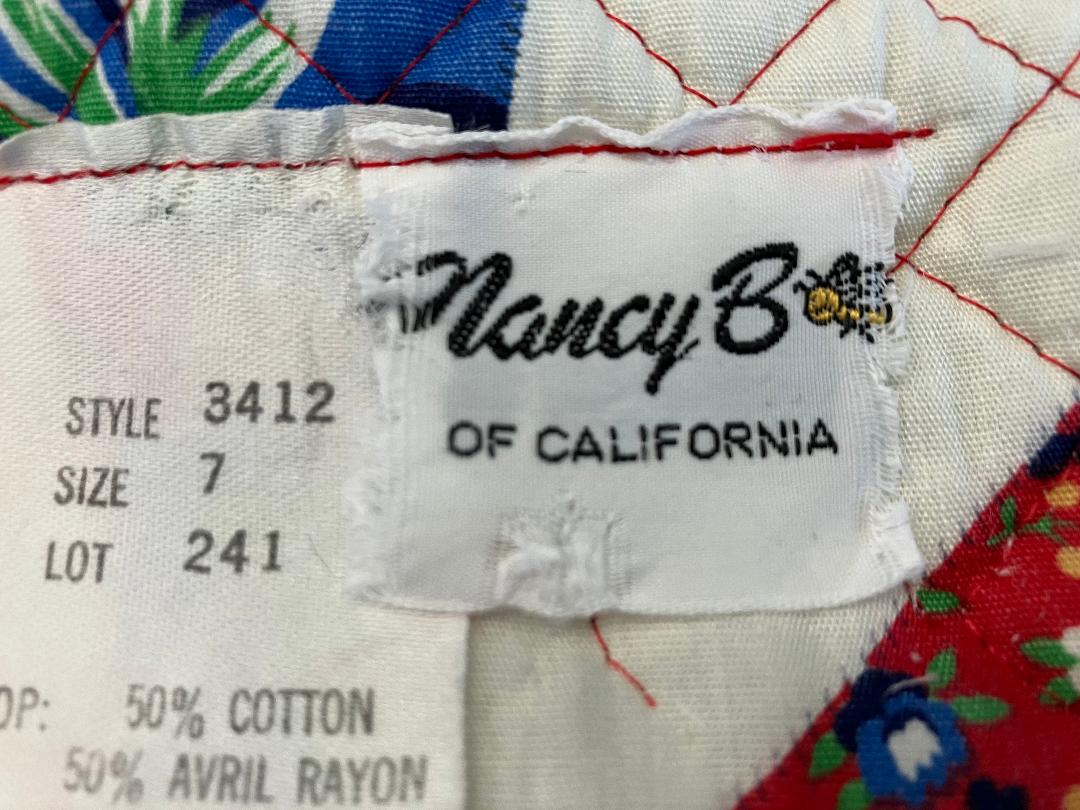 Nancy B
OF CALIFORNIA
STYLE 3412
SIZE 7
LOT 241
50% COTTON
50% AVRIL RAYON